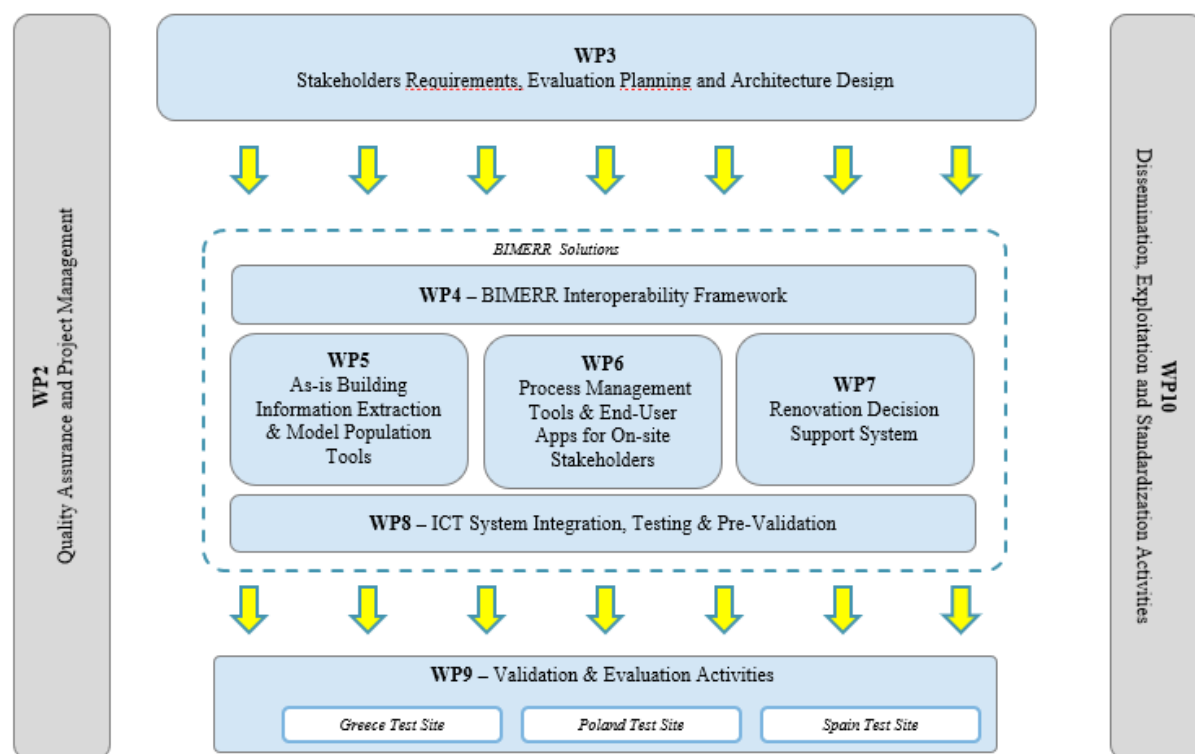 WP2
Quality Assurance and Project Management
WP3
Stakeholders Requirements, Evaluation Planning and Architecture Design
BIMERR Solutions
WP4 – BIMERR Interoperability Framework
WP5
As-is Building
Information Extraction
& Model Population
Tools
WP6
Process Management
Tools & End-User
Apps for On-site
Stakeholders
WP7
Renovation Decision
Support System
WP8 – ICT System Integration, Testing & Pre-Validation
WP9 – Validation & Evaluation Activities
Greece Test Site
Poland Test Site
Spain Test Site
WP10
Dissemination, Exploitation and Standardization Activities